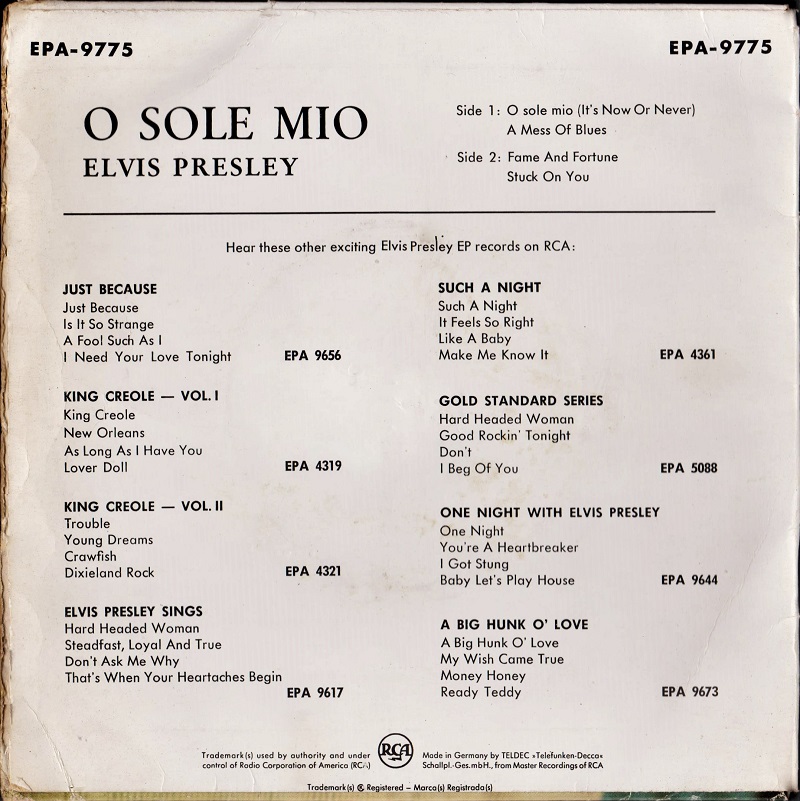 EPA-9775
EPA-9775
O SOLE MIO
ELVIS PRESLEY
Side 1: O sole mio (It's Now Or Never)
A Mess Of Blues
Side 2: Fame And Fortune
Stuck On You
Hear these other exciting Elvis Presley EP records on RCA:
JUST BECAUSE
Just Because
Is It So Strange
A Fool Such As I
I Need Your Love Tonight EPA 9656
KING CREOLE — VOL. I
King Creole
New Orleans
As Long As I Have You
Lover Doll EPA 4319
KING CREOLE — VOL. II
Trouble
Young Dreams
Crawfish
Dixieland Rock EPA 4321
ELVIS PRESLEY SINGS
Hard Headed Woman
Steadfast, Loyal And True
Don't Ask Me Why
That's When Your Heartaches Begin
EPA 9617
SUCH A NIGHT
Such A Night
It Feels So Right
Like A Baby
Make Me Know It EPA 4361
GOLD STANDARD SERIES
Hard Headed Woman
Good Rockin' Tonight
Don't
I Beg Of You EPA 5088
ONE NIGHT WITH ELVIS PRESLEY
One Night
You're A Heartbreaker
I Got Stung
Baby Let's Play House EPA 9644
A BIG HUNK O' LOVE
A Big Hunk O' Love
My Wish Came True
Money Honey
Ready Teddy EPA 9673
Trademark(s) used by authority and under
control of Radio Corporation of America (RCA)
RCA
Made in Germany by TELDEC »Telefunken-Decca«
Schallpl.-Ges.mbH., from Master Recordings of RCA
Trademark(s) ® Registered — Marca(s) Registrada(s)